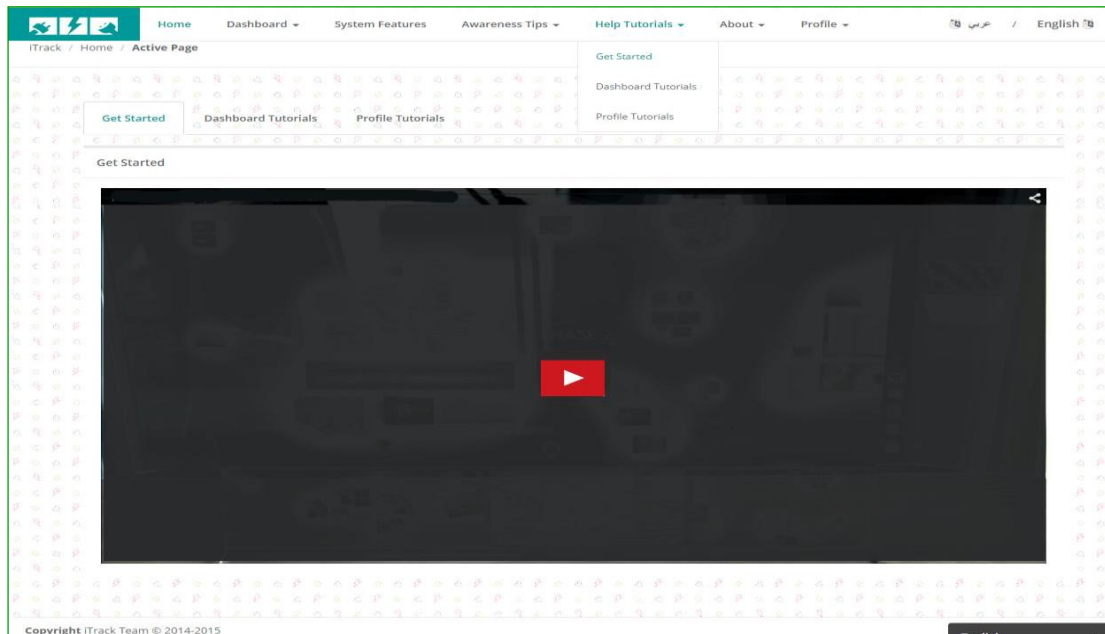 Home Dashboard System Features Awareness Tips Help Tutorials About Profile عربي / English
iTrack / Home / Active Page
Get Started
Dashboard Tutorials
Profile Tutorials
Get Started Dashboard Tutorials Profile Tutorials
Get Started
Copyright iTrack Team © 2014-2015